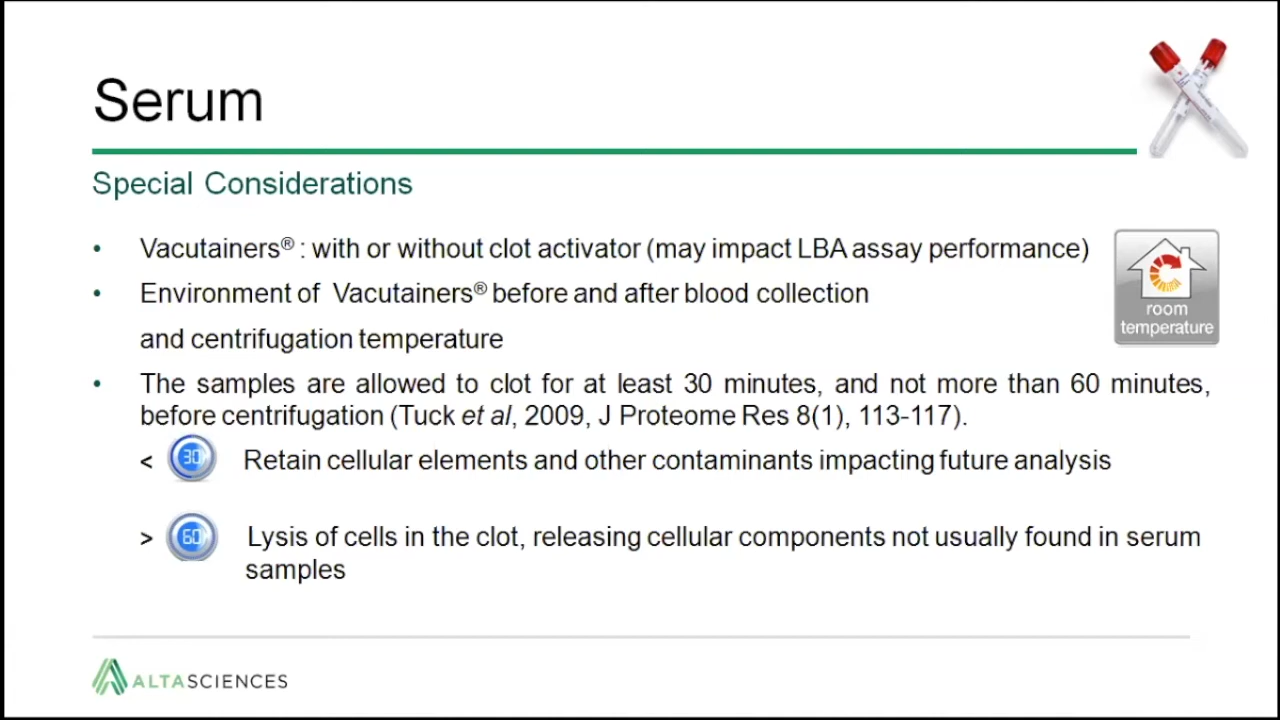 Serum
Special Considerations
• Vacutainers® : with or without clot activator (may impact LBA assay performance)
• Environment of Vacutainers® before and after blood collection
and centrifugation temperature
room
temperature
• The samples are allowed to clot for at least 30 minutes, and not more than 60 minutes,
before centrifugation (Tuck et al, 2009, J Proteome Res 8(1), 113-117).
< 30 Retain cellular elements and other contaminants impacting future analysis
> 60 Lysis of cells in the clot, releasing cellular components not usually found in serum
samples
ALTASCIENCES